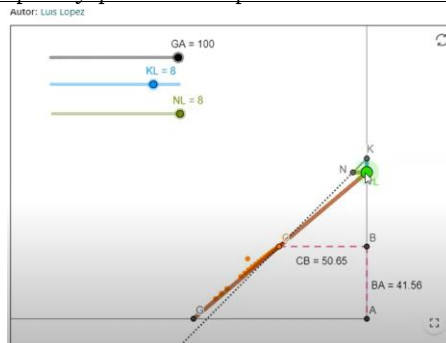 Autor: Luis Lopez
GA = 100
KL = 8
NL = 8
K
N
L
C
B
CB = 50.65
BA = 41.56
G
A